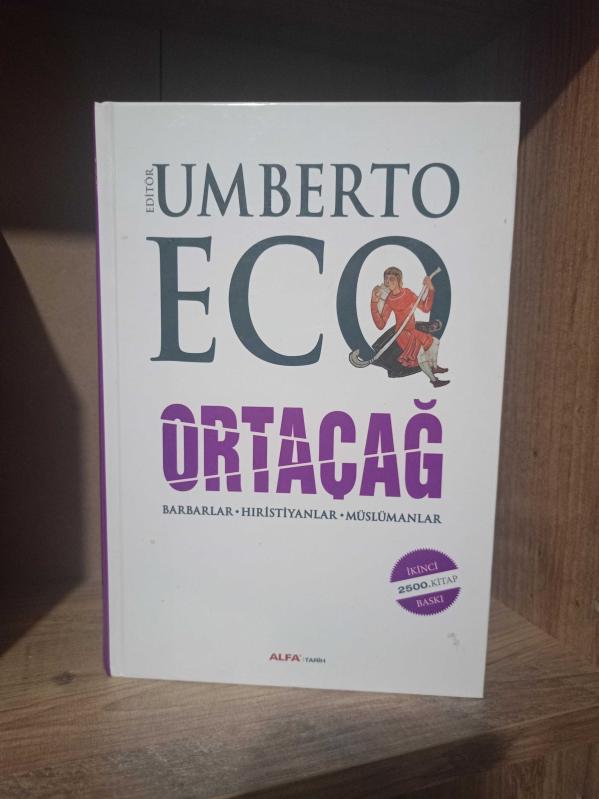 EDİTÖR
UMBERTO
ECO
ORTAÇAĞ
BARBARLAR • HIRİSTİYANLAR • MÜSLÜMANLAR
İKİNCİ
2500.KİTAP
BASKI
ALFA TARİH